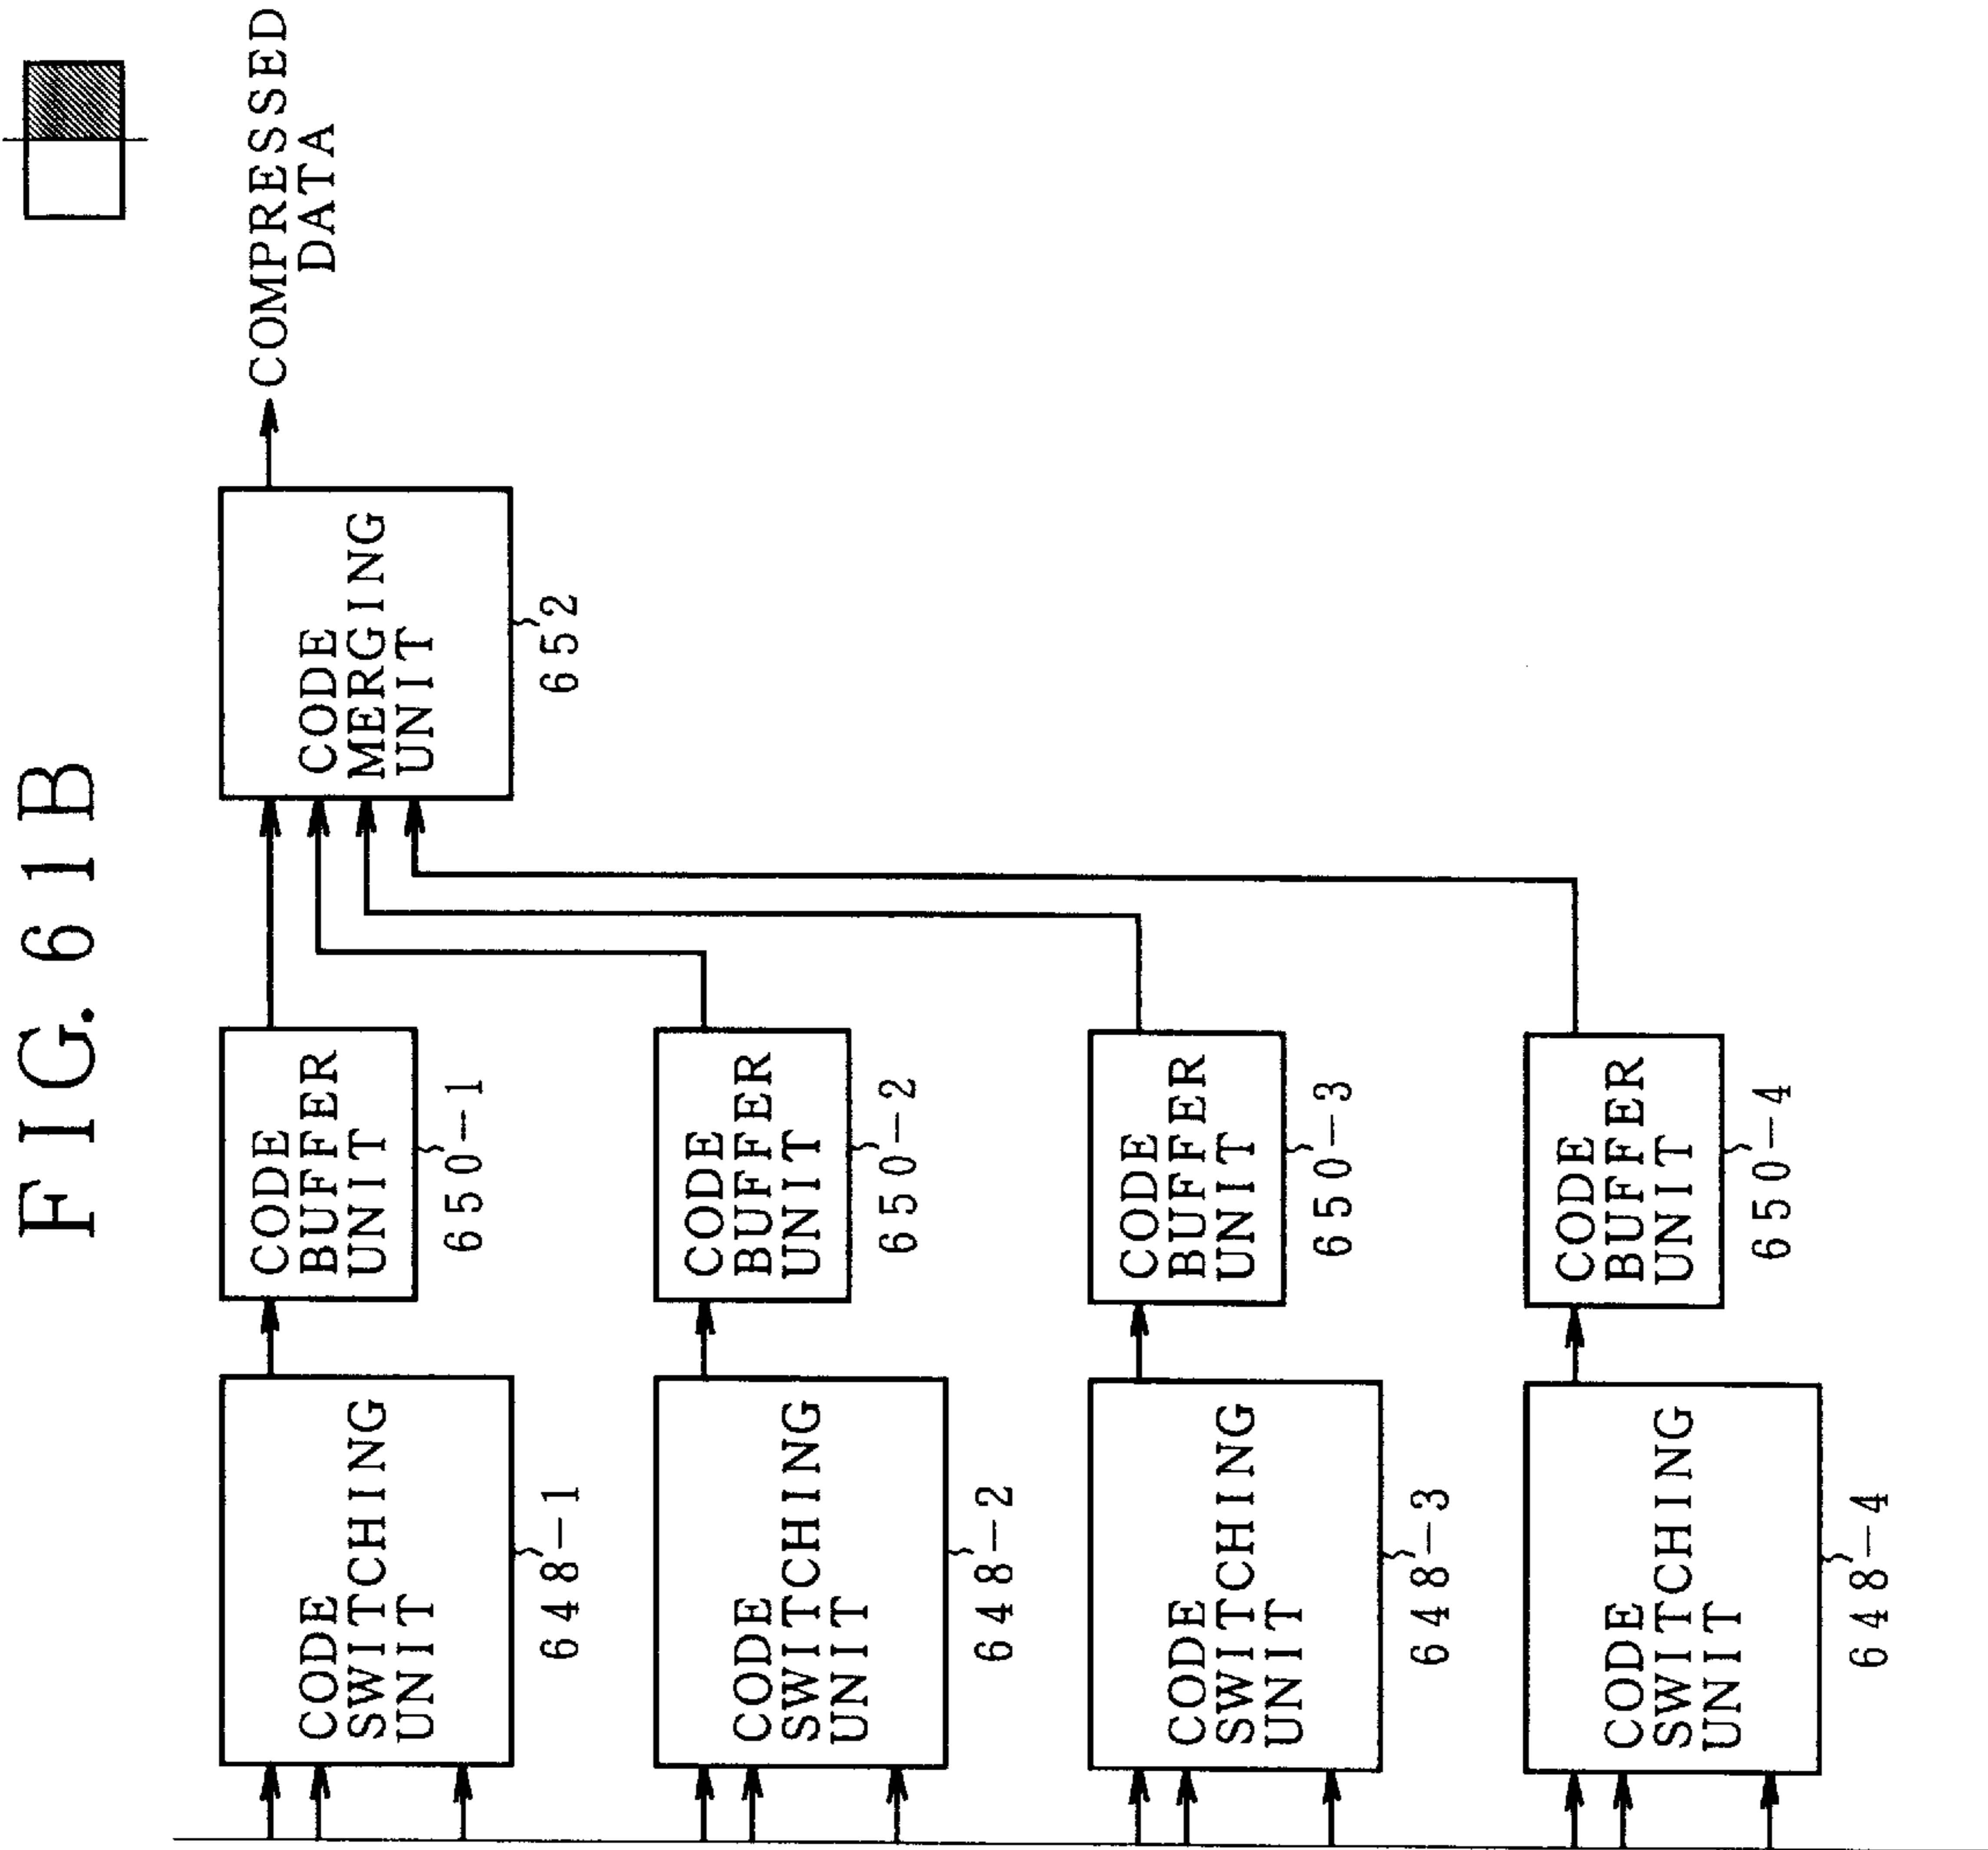 FIG. 61B
CODE
SWITCHING
UNIT
648-1
CODE
BUFFER
UNIT
650-1
CODE
MERGING
UNIT
652
COMPRESSED
DATA
CODE
SWITCHING
UNIT
648-2
CODE
BUFFER
UNIT
650-2
CODE
SWITCHING
UNIT
648-3
CODE
BUFFER
UNIT
650-3
CODE
SWITCHING
UNIT
648-4
CODE
BUFFER
UNIT
650-4